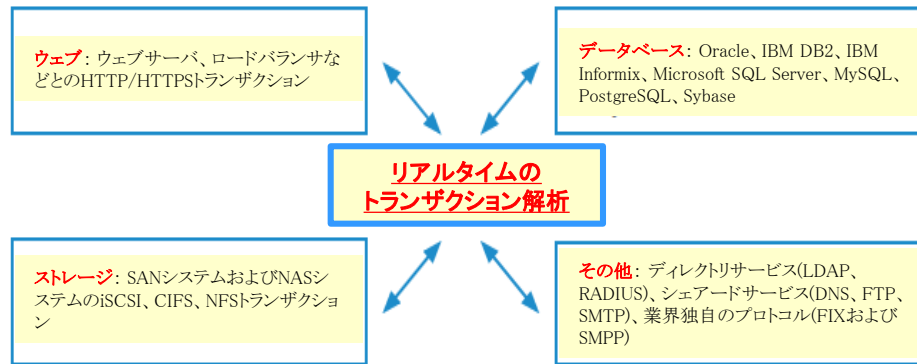 ウェブ: ウェブサーバ、ロードバランサな
どとのHTTP/HTTPSトランザクション
データベース: Oracle、IBM DB2、IBM
Informix、Microsoft SQL Server、MySQL、
PostgreSQL、Sybase
リアルタイムの
トランザクション解析
ストレージ: SANシステムおよびNASシ
ステムのiSCSI、CIFS、NFSトランザクショ
ン
その他: ディレクトリサービス(LDAP、
RADIUS)、シェアードサービス(DNS、FTP、
SMTP)、業界独自のプロトコル(FIXおよび
SMPP)